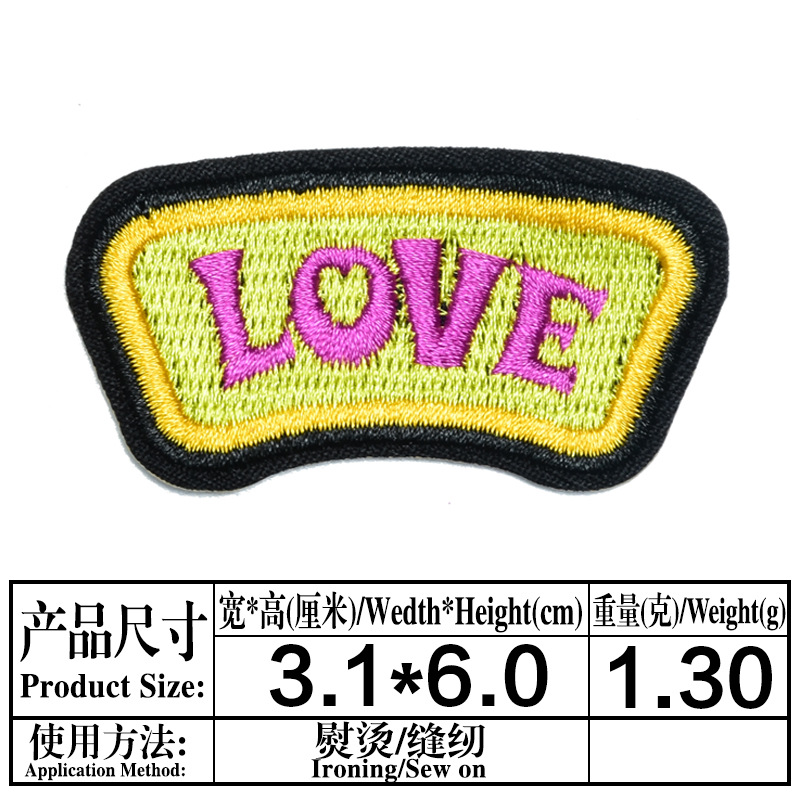 LOVE
产品尺寸
Product Size:
宽*高(厘米)/Wedth*Height(cm)
3.1*6.0
重量(克)/Weight(g)
1.30
使用方法:
Application Method:
熨烫/缝纫
Ironing/Sew on